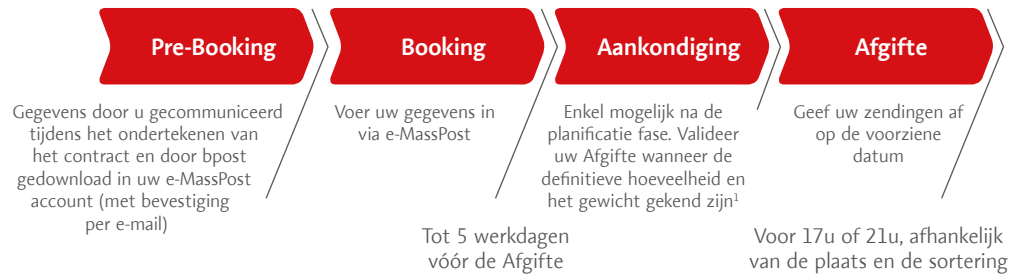 Pre-Booking
Booking
Aankondiging
Afgifte
Gegevens door u gecommuniceerd
tijdens het ondertekenen van
het contract en door bpost
gedownload in uw e-MassPost
account (met bevestiging
per e-mail)
Voer uw gegevens in
via e-MassPost
Enkel mogelijk na de
planificatie fase. Valideer
uw Afgifte wanneer de
definitieve hoeveelheid en
het gewicht gekend zijn¹
Geef uw zendingen af
op de voorziene
datum
Tot 5 werkdagen
vóór de Afgifte
Voor 17u of 21u, afhankelijk
van de plaats en de sortering